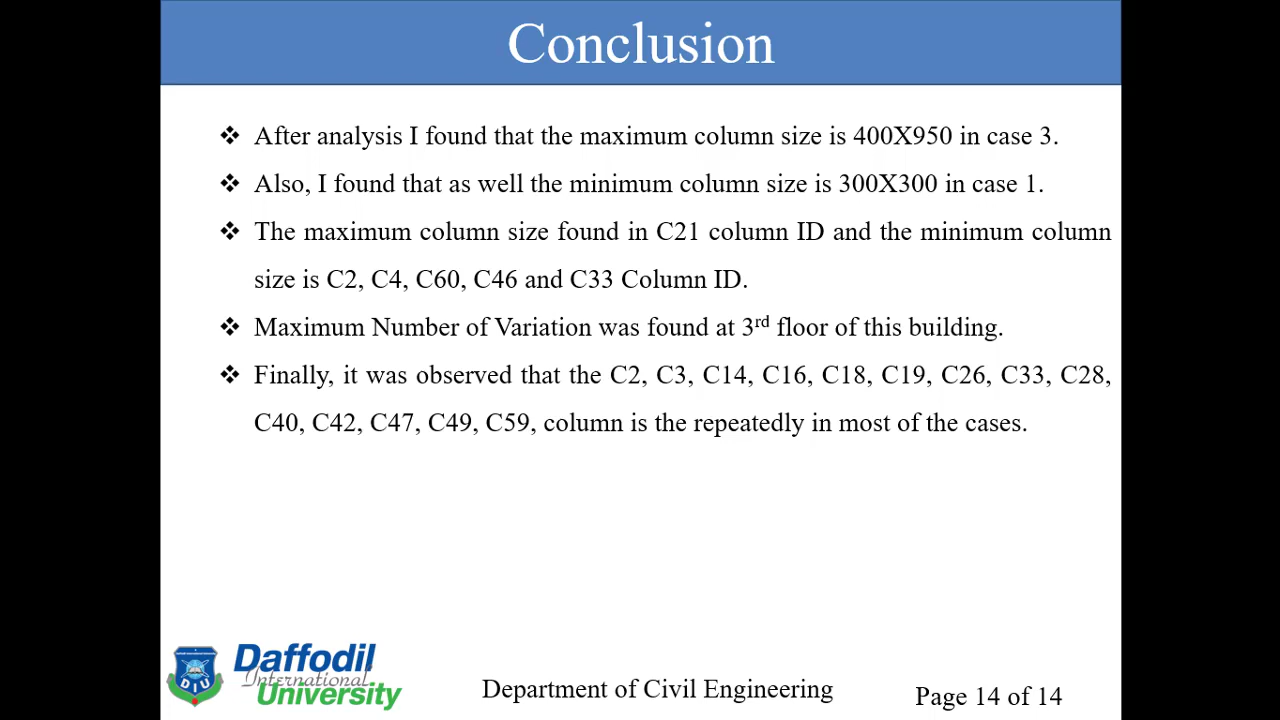 Conclusion
❖ After analysis I found that the maximum column size is 400X950 in case 3.
❖ Also, I found that as well the minimum column size is 300X300 in case 1.
❖ The maximum column size found in C21 column ID and the minimum column
size is C2, C4, C60, C46 and C33 Column ID.
❖ Maximum Number of Variation was found at 3rd floor of this building.
❖ Finally, it was observed that the C2, C3, C14, C16, C18, C19, C26, C33, C28,
C40, C42, C47, C49, C59, column is the repeatedly in most of the cases.
DIU
Daffodil
International
University
Department of Civil Engineering
Page 14 of 14